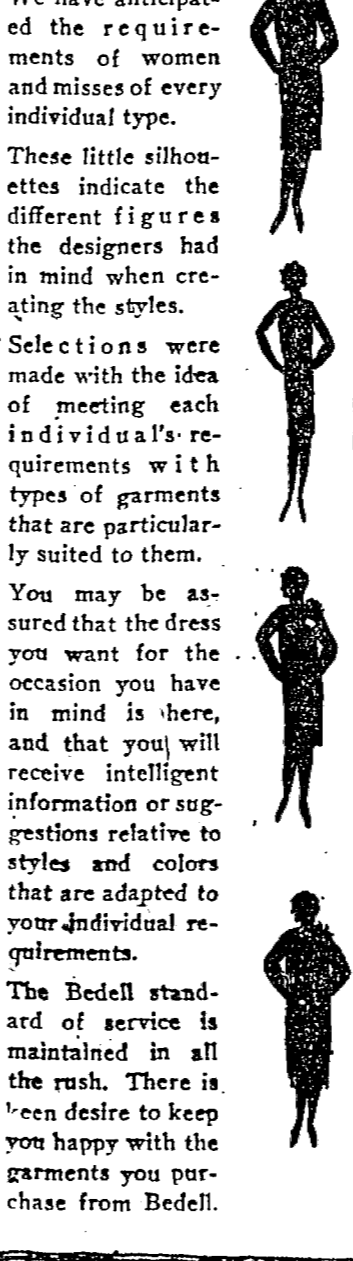 We have anticipat-
ed the require-
ments of women
and misses of every
individual type.
These little silhou-
ettes indicate the
different figures
the designers had
in mind when cre-
ating the styles.
Selections were
made with the idea
of meeting each
individual's re-
quirements with
types of garments
that are particular-
ly suited to them.
You may be as-
sured that the dress
you want for the
occasion you have
in mind is here,
and that you will
receive intelligent
information or sug-
gestions relative to
styles and colors
that are adapted to
your individual re-
quirements.
The Bedell stand-
ard of service is
maintained in all
the rush. There is
keen desire to keep
you happy with the
garments you pur-
chase from Bedell.